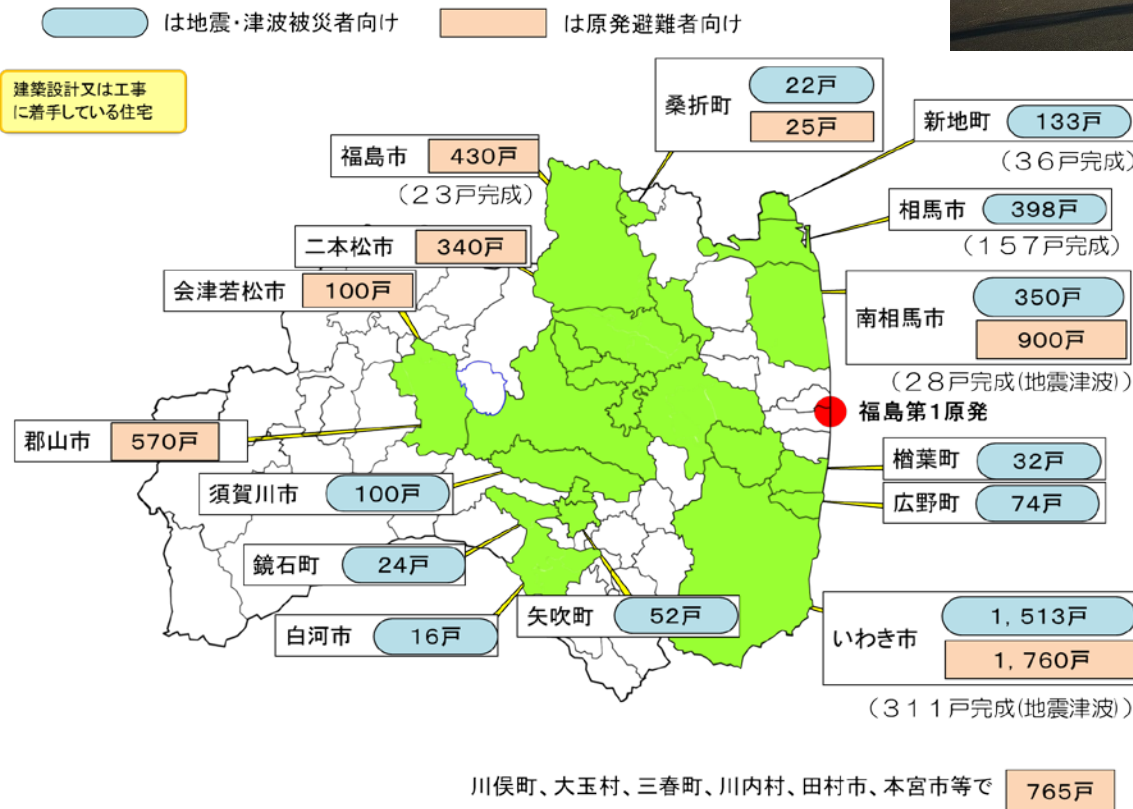 は地震・津波被災者向け
は原発避難者向け
建築設計又は工事
に着手している住宅
桑折町
22戸
25戸
新地町 133戸
(36戸完成)
福島市 430戸
(23戸完成)
相馬市 398戸
(157戸完成)
二本松市 340戸
会津若松市 100戸
南相馬市
350戸
900戸
(28戸完成(地震津波))
福島第1原発
郡山市 570戸
楢葉町 32戸
須賀川市 100戸
広野町 74戸
鏡石町 24戸
矢吹町 52戸
白河市 16戸
いわき市
1,513戸
1,760戸
(311戸完成(地震津波))
川俣町、大玉村、三春町、川内村、田村市、本宮市等で 765戸